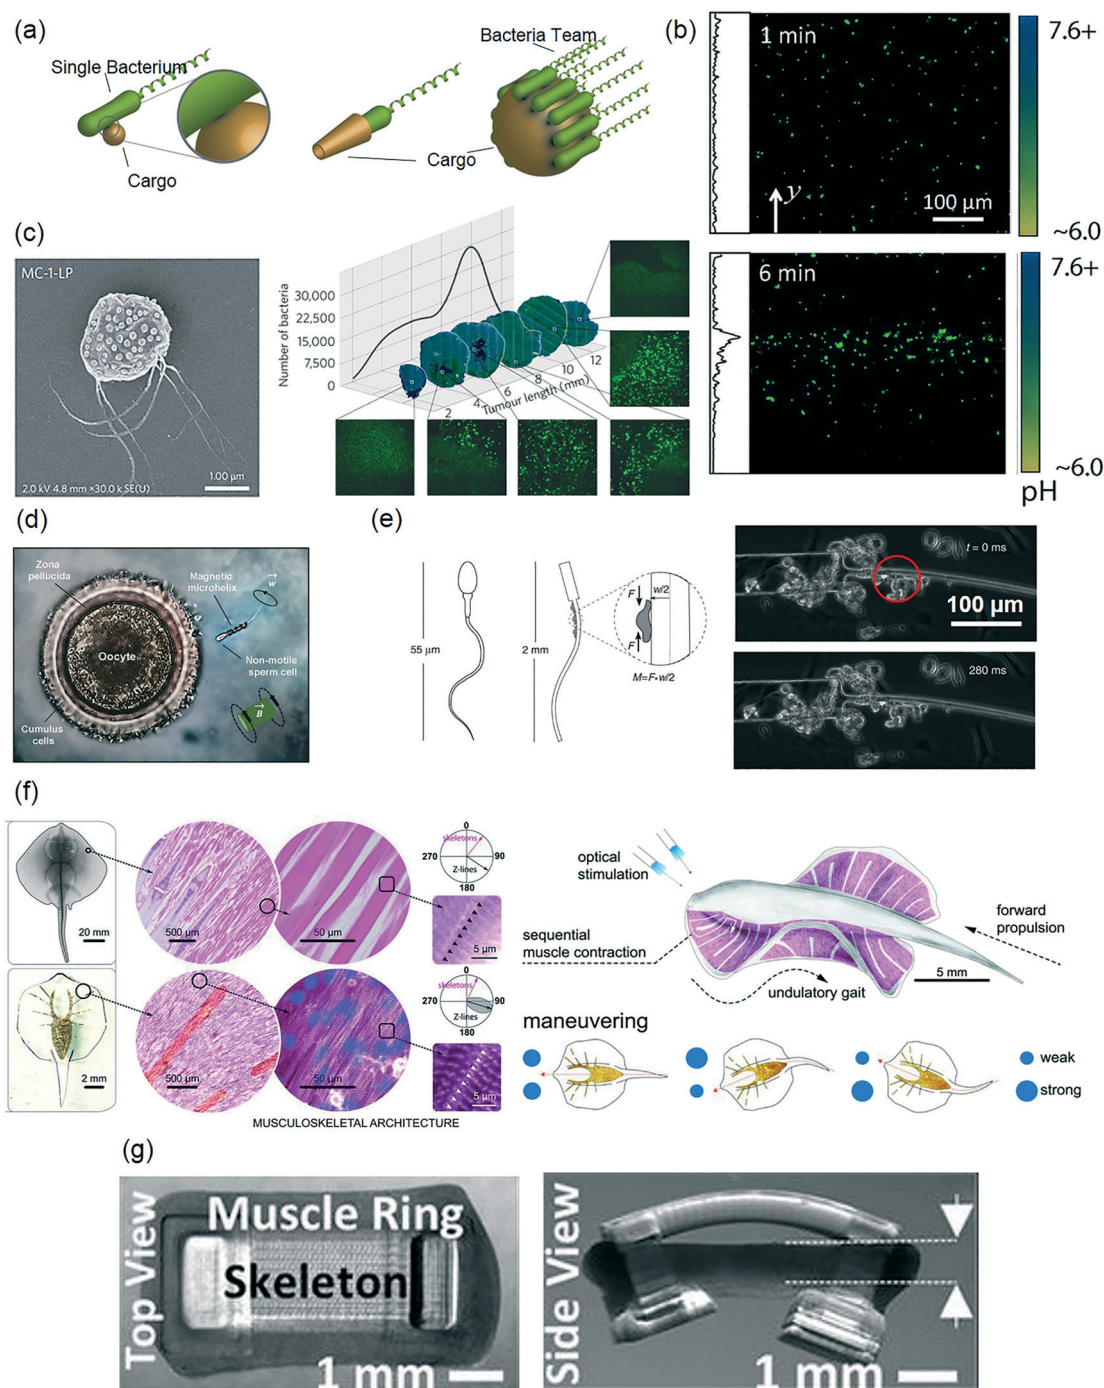 (a)
Single Bacterium
Cargo
Bacteria Team
Cargo
(b)
1 min
y
100 µm
7.6+
~6.0
6 min
7.6+
~6.0
pH
(c)
MC-1-LP
1.00 µm
2.0 kV 4.8 mm ×30.0 k SE(U)
Number of bacteria
30,000
22,500
15,000
7,500
0
2
4
6
8
10
12
Tumour length (mm)
(d)
Zona
pellucida
Magnetic
microhelix
w
Oocyte
Non-motile
sperm cell
B
Cumulus
cells
(e)
55 µm
2 mm
F
w/2
F
M=F·w/2
t = 0 ms
100 µm
280 ms
(f)
20 mm
500 µm
50 µm
0
skeletons
270
90
Z-lines
180
5 µm
2 mm
500 µm
50 µm
0
skeletons
270
90
Z-lines
180
5 µm
MUSCULOSKELETAL ARCHITECTURE
optical
stimulation
sequential
muscle contraction
forward
propulsion
undulatory gait
5 mm
maneuvering
weak
strong
(g)
Top View
Muscle Ring
Skeleton
1 mm
Side View
1 mm